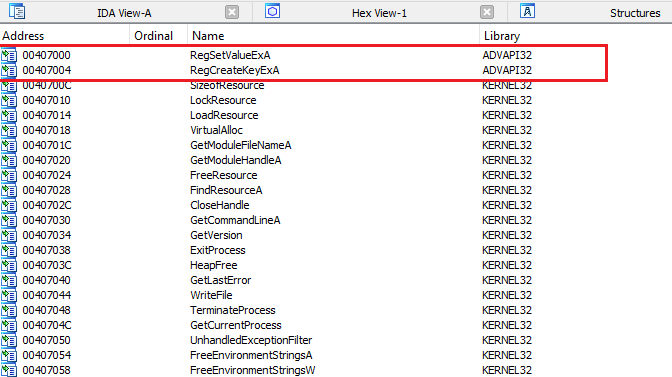 IDA View-A Hex View-1 Structures
Address Ordinal Name Library
00407000 RegSetValueExA ADVAPI32
00407004 RegCreateKeyExA ADVAPI32
0040700C SizeofResource KERNEL32
00407010 LockResource KERNEL32
00407014 LoadResource KERNEL32
00407018 VirtualAlloc KERNEL32
0040701C GetModuleFileNameA KERNEL32
00407020 GetModuleHandleA KERNEL32
00407024 FreeResource KERNEL32
00407028 FindResourceA KERNEL32
0040702C CloseHandle KERNEL32
00407030 GetCommandLineA KERNEL32
00407034 GetVersion KERNEL32
00407038 ExitProcess KERNEL32
0040703C HeapFree KERNEL32
00407040 GetLastError KERNEL32
00407044 WriteFile KERNEL32
00407048 TerminateProcess KERNEL32
0040704C GetCurrentProcess KERNEL32
00407050 UnhandledExceptionFilter KERNEL32
00407054 FreeEnvironmentStringsA KERNEL32
00407058 FreeEnvironmentStringsW KERNEL32